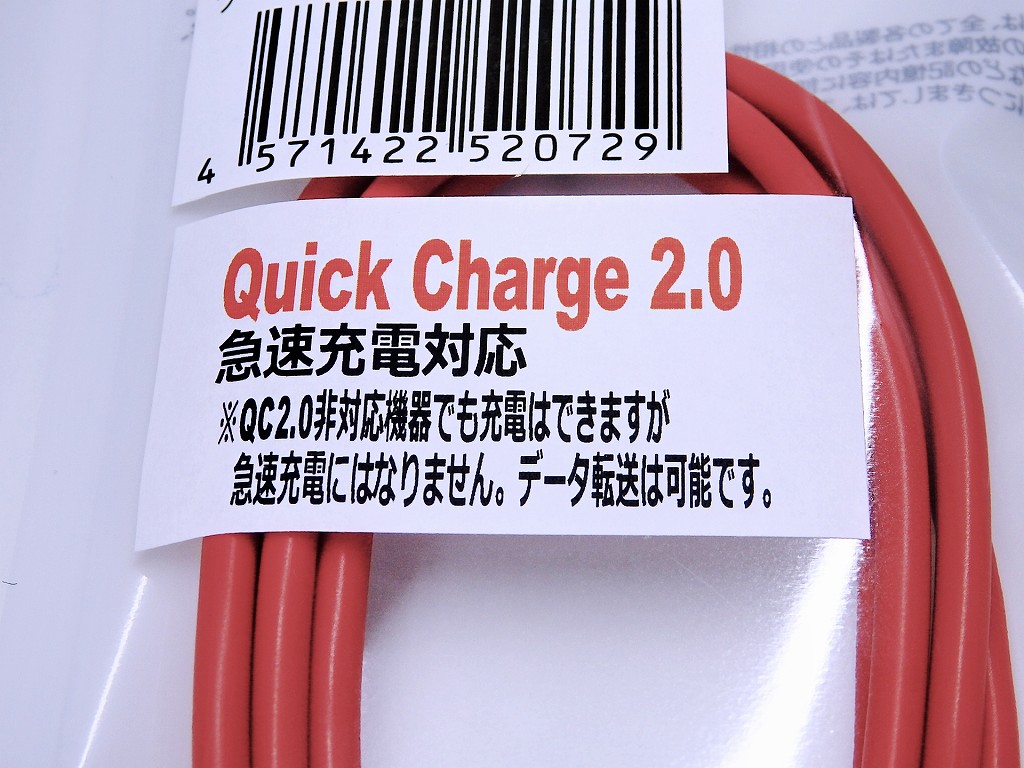 4 571422 520729
Quick Charge 2.0
急速充電対応
※QC2.0非対応機器でも充電はできますが
急速充電にはなりません。データ転送は可能です。